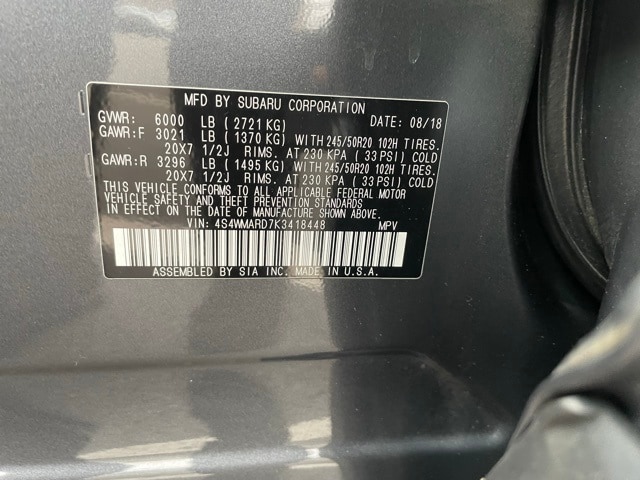 MFD BY SUBARU CORPORATION
GVWR: 6000 LB ( 2721 KG) DATE: 08/18
GAWR:F 3021 LB ( 1370 KG) WITH 245/50R20 102H TIRES.
20X7 1/2J RIMS. AT 230 KPA ( 33 PSI) COLD
GAWR:R 3296 LB ( 1495 KG) WITH 245/50R20 102H TIRES.
20X7 1/2J RIMS. AT 230 KPA ( 33 PSI) COLD
THIS VEHICLE CONFORMS TO ALL APPLICABLE FEDERAL MOTOR
VEHICLE SAFETY AND THEFT PREVENTION STANDARDS
IN EFFECT ON THE DATE OF MANUFACTURE SHOWN ABOVE.
VIN: 4S4WMARD7K3418448 MPV
ASSEMBLED BY SIA INC. MADE IN U.S.A.